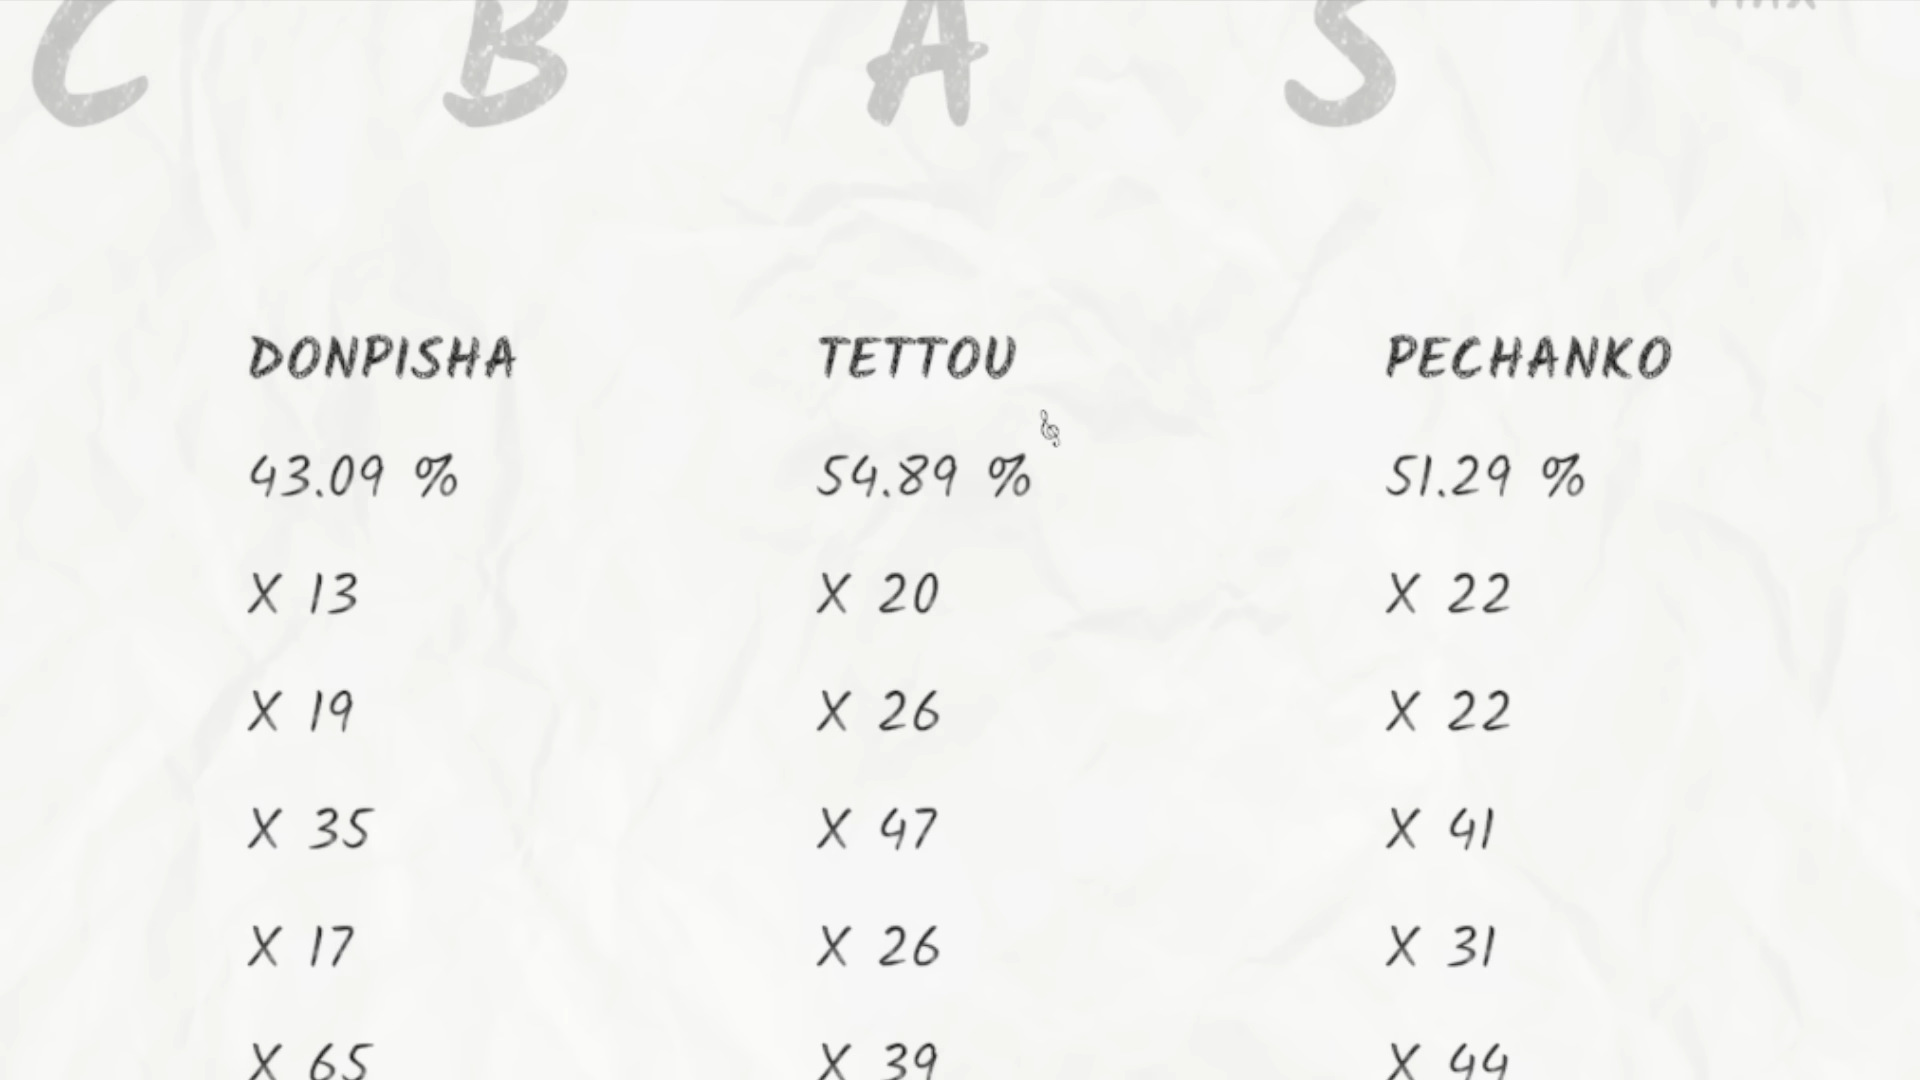 C B A S MAX
DONPISHA TETTOU PECHANKO
43.09 % 54.89 % 51.29 %
X 13 X 20 X 22
X 19 X 26 X 22
X 35 X 47 X 41
X 17 X 26 X 31
X 65 X 39 X 44